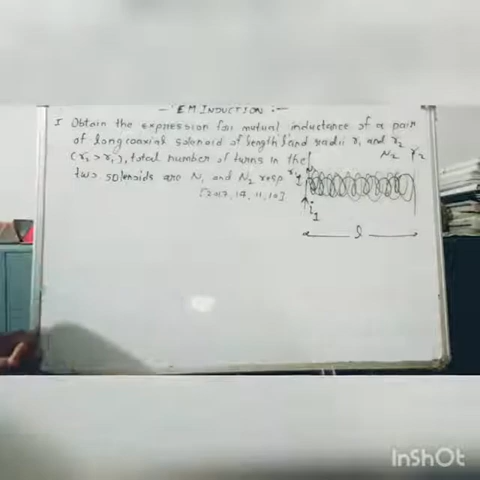 - "EM INDUCTION :-
I Obtain the expression for mutual inductance of a pair
of long coaxial solenoid of length 'l' and radii r1 and r2
(r2 > r1), total number of turns in the
two solenoids are N1 and N2 resp
N2 r2
r1
i1
l
InShOt